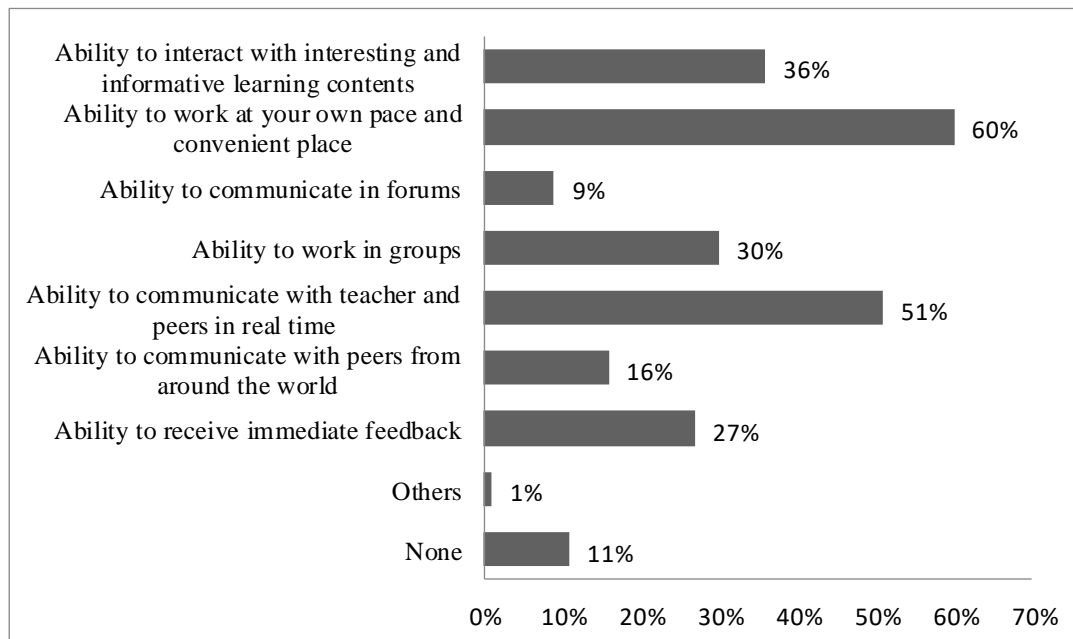 Ability to interact with interesting and
informative learning contents
36%
Ability to work at your own pace and
convenient place
60%
Ability to communicate in forums
9%
Ability to work in groups
30%
Ability to communicate with teacher and
peers in real time
51%
Ability to communicate with peers from
around the world
16%
Ability to receive immediate feedback
27%
Others
1%
None
11%
0% 10% 20% 30% 40% 50% 60% 70%